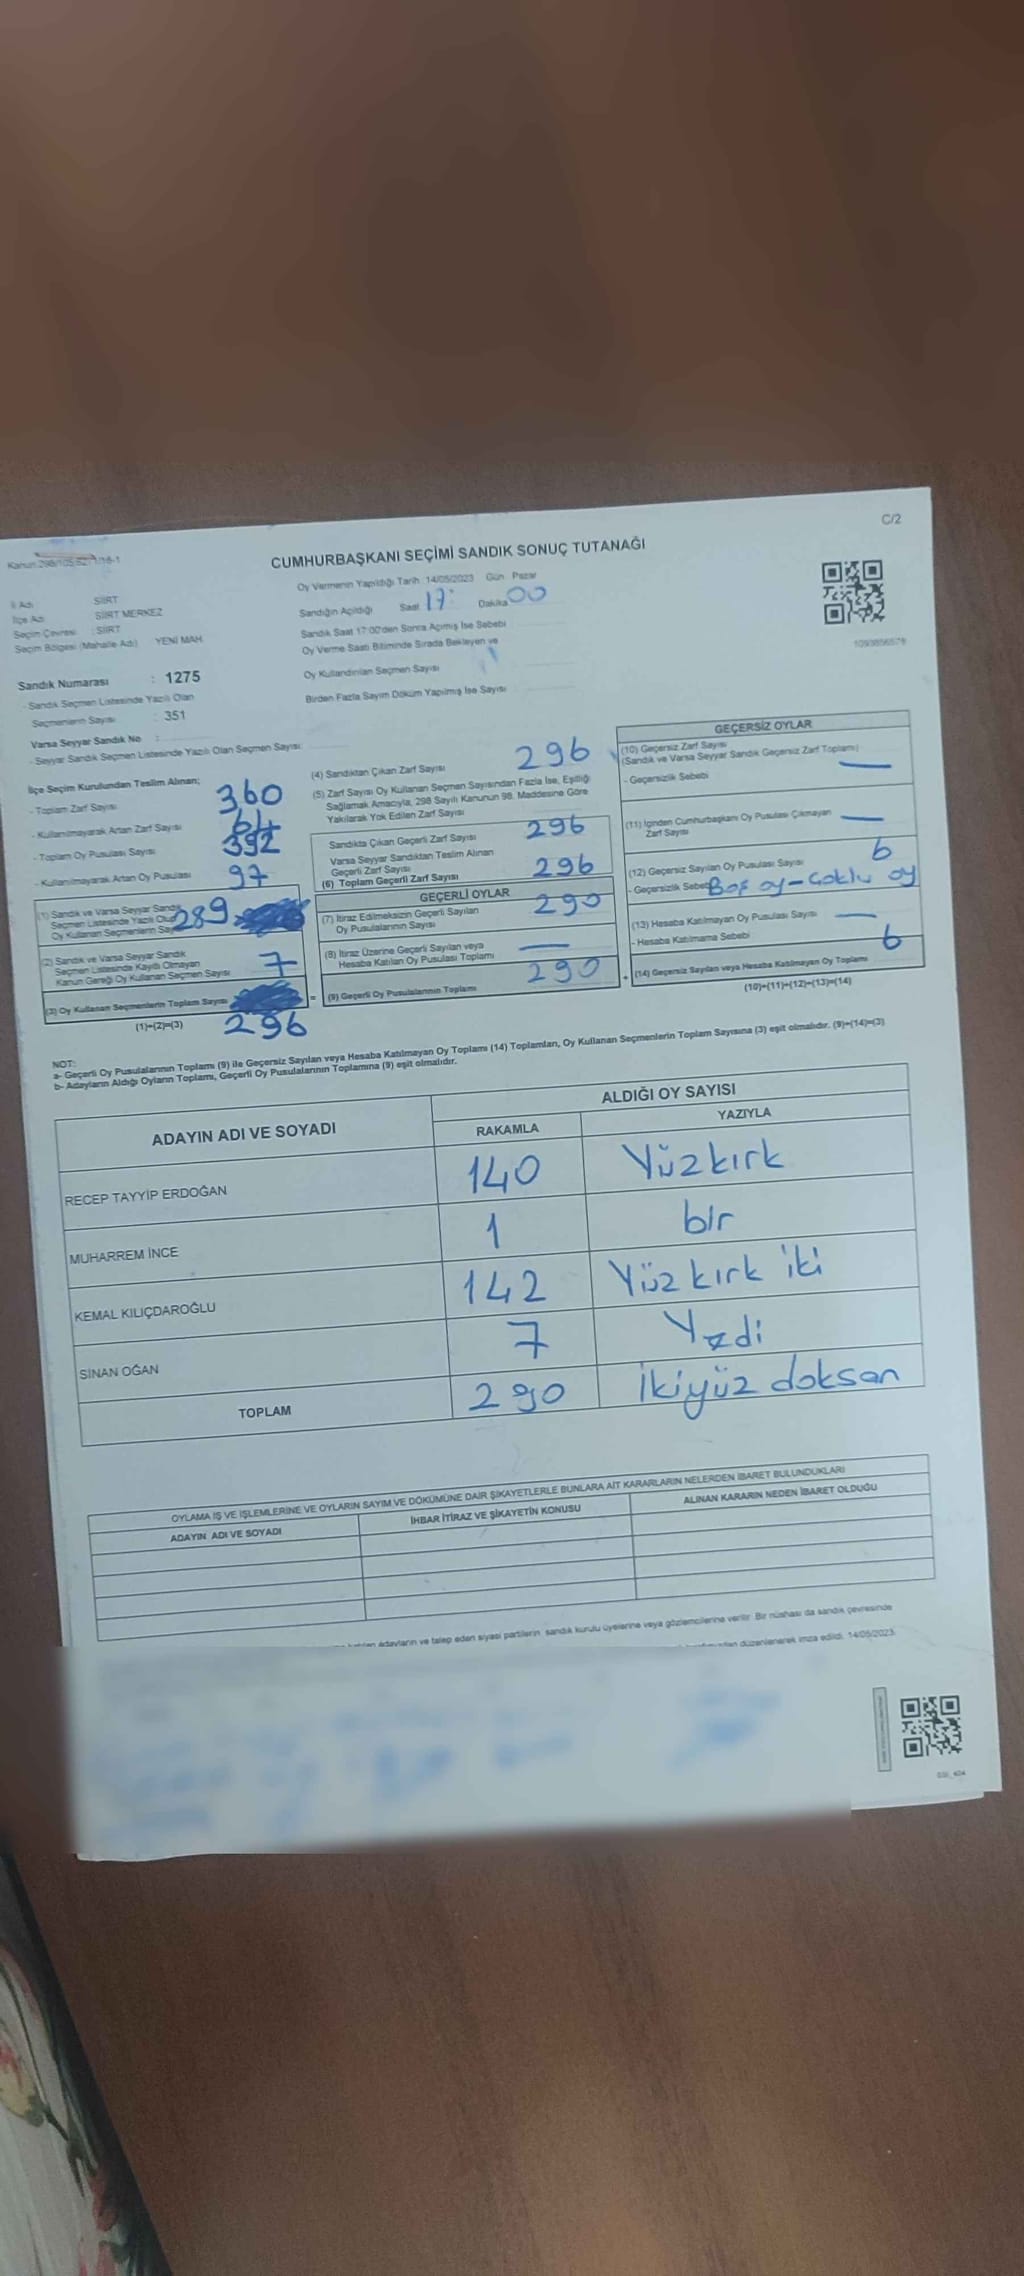 Kanun:298/105,6271/16-1
C/2
CUMHURBAŞKANI SEÇİMİ SANDIK SONUÇ TUTANAĞI
İl Adı SİİRT
İlçe Adı SİİRT MERKEZ
Seçim Çevresi : SİİRT
Seçim Bölgesi (Mahalle Adı) YENİ MAH.
Sandık Numarası : 1275
- Sandık Seçmen Listesinde Yazılı Olan
Seçmenlerin Sayısı : 351
Varsa Seyyar Sandık No :
- Seyyar Sandık Seçmen Listesinde Yazılı Olan Seçmen Sayısı
Oy Vermenin Yapıldığı Tarih :14/05/2023 Gün Pazar
Sandığın Açıldığı Saat 17: Dakika 00
Sandık Saat 17:00'den Sonra Açılmış İse Sebebi
Oy Verme Saati Bitiminde Sırada Bekleyen ve
Oy Kullandırılan Seçmen Sayısı
Birden Fazla Sayım Döküm Yapılmış İse Sayısı
1093856578
İlçe Seçim Kurulundan Teslim Alınan;
- Toplam Zarf Sayısı 360
- Kullanılmayarak Artan Zarf Sayısı 64
- Toplam Oy Pusulası Sayısı 392
- Kullanılmayarak Artan Oy Pusulası 97
(1) Sandık ve Varsa Seyyar Sandık
Seçmen Listesinde Yazılı Olup
Oy Kullanan Seçmenlerin Sayısı 289
(2) Sandık ve Varsa Seyyar Sandık
Seçmen Listesinde Kayıtlı Olmayan
Kanun Gereği Oy Kullanan Seçmen Sayısı 7
(3) Oy Kullanan Seçmenlerin Toplam Sayısı
(1)+(2)=(3) 296
(4) Sandıktan Çıkan Zarf Sayısı 296
(5) Zarf Sayısı Oy Kullanan Seçmen Sayısından Fazla İse, Eşitliği
Sağlamak Amacıyla, 298 Sayılı Kanunun 98. Maddesine Göre
Yakılarak Yok Edilen Zarf Sayısı
Sandıkta Çıkan Geçerli Zarf Sayısı 296
Varsa Seyyar Sandıktan Teslim Alınan
Geçerli Zarf Sayısı
(6) Toplam Geçerli Zarf Sayısı 296
GEÇERLİ OYLAR
(7) İtiraz Edilmeksizin Geçerli Sayılan
Oy Pusulalarının Sayısı 290
(8) İtiraz Üzerine Geçerli Sayılan veya
Hesaba Katılan Oy Pusulası Toplamı —
= (9) Geçerli Oy Pusulalarının Toplamı 290
GEÇERSİZ OYLAR
(10) Geçersiz Zarf Sayısı
(Sandık ve Varsa Seyyar Sandık Geçersiz Zarf Toplamı) —
- Geçersizlik Sebebi
(11) İçinden Cumhurbaşkanı Oy Pusulası Çıkmayan
Zarf Sayısı —
(12) Geçersiz Sayılan Oy Pusulası Sayısı 6
- Geçersizlik Sebebi Boş oy - Çoklu oy
(13) Hesaba Katılmayan Oy Pusulası Sayısı —
- Hesaba Katılmama Sebebi
+ (14) Geçersiz Sayılan veya Hesaba Katılmayan Oy Toplamı 6
(10)+(11)+(12)+(13)=(14)
NOT:
a- Geçerli Oy Pusulalarının Toplamı (9) ile Geçersiz Sayılan veya Hesaba Katılmayan Oy Toplamı (14) Toplamları, Oy Kullanan Seçmenlerin Toplam Sayısına (3) eşit olmalıdır. (9)+(14)=(3)
b- Adayların Aldığı Oyların Toplamı, Geçerli Oy Pusulalarının Toplamına (9) eşit olmalıdır.
ADAYIN ADI VE SOYADI ALDIĞI OY SAYISI
RAKAMLA YAZIYLA
RECEP TAYYİP ERDOĞAN 140 Yüzkırk
MUHARREM İNCE 1 bir
KEMAL KILIÇDAROĞLU 142 Yüzkırk iki
SİNAN OĞAN 7 Yedi
TOPLAM 290 İkiyüz doksan
OYLAMA İŞ VE İŞLEMLERİNE VE OYLARIN SAYIM VE DÖKÜMÜNE DAİR ŞİKAYETLERLE BUNLARA AİT KARARLARIN NELERDEN İBARET BULUNDUKLARI
ADAYIN ADI VE SOYADI İHBAR İTİRAZ VE ŞİKAYETİN KONUSU ALINAN KARARIN NEDEN İBARET OLDUĞU
adayların ve talep eden siyasi partilerin sandık kurulu üyelerine veya gözlemcilerine verilir. Bir nüshası da sandık çevresinde
düzenlenerek imza edildi. 14/05/2023